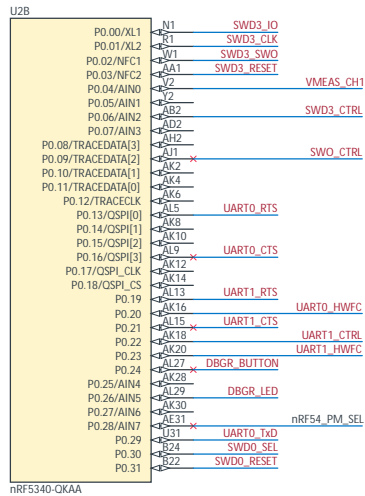 U2B
P0.00/XL1 N1 SWD3_IO
P0.01/XL2 R1 SWD3_CLK
P0.02/NFC1 W1 SWD3_SWO
P0.03/NFC2 AA1 SWD3_RESET
P0.04/AIN0 V2 VMEAS_CH1
P0.05/AIN1 Y2
P0.06/AIN2 AB2 SWD3_CTRL
P0.07/AIN3 AD2
P0.08/TRACEDATA[3] AH2
P0.09/TRACEDATA[2] AJ1 SWO_CTRL
P0.10/TRACEDATA[1] AK2
P0.11/TRACEDATA[0] AK4
P0.12/TRACECLK AK6
P0.13/QSPI[0] AL5 UART0_RTS
P0.14/QSPI[1] AK8
P0.15/QSPI[2] AK10
P0.16/QSPI[3] AL9 UART0_CTS
P0.17/QSPI_CLK AK12
P0.18/QSPI_CS AK14
P0.19 AL13 UART1_RTS
P0.20 AK16 UART0_HWFC
P0.21 AL15 UART1_CTS
P0.22 AK18 UART1_CTRL
P0.23 AK20 UART1_HWFC
P0.24 AL27 DBGR_BUTTON
P0.25/AIN4 AK28
P0.26/AIN5 AL29 DBGR_LED
P0.27/AIN6 AK30
P0.28/AIN7 AE31 nRF54_PM_SEL
P0.29 U31 UART0_TxD
P0.30 B24 SWD0_SEL
P0.31 B22 SWD0_RESET
nRF5340-QKAA